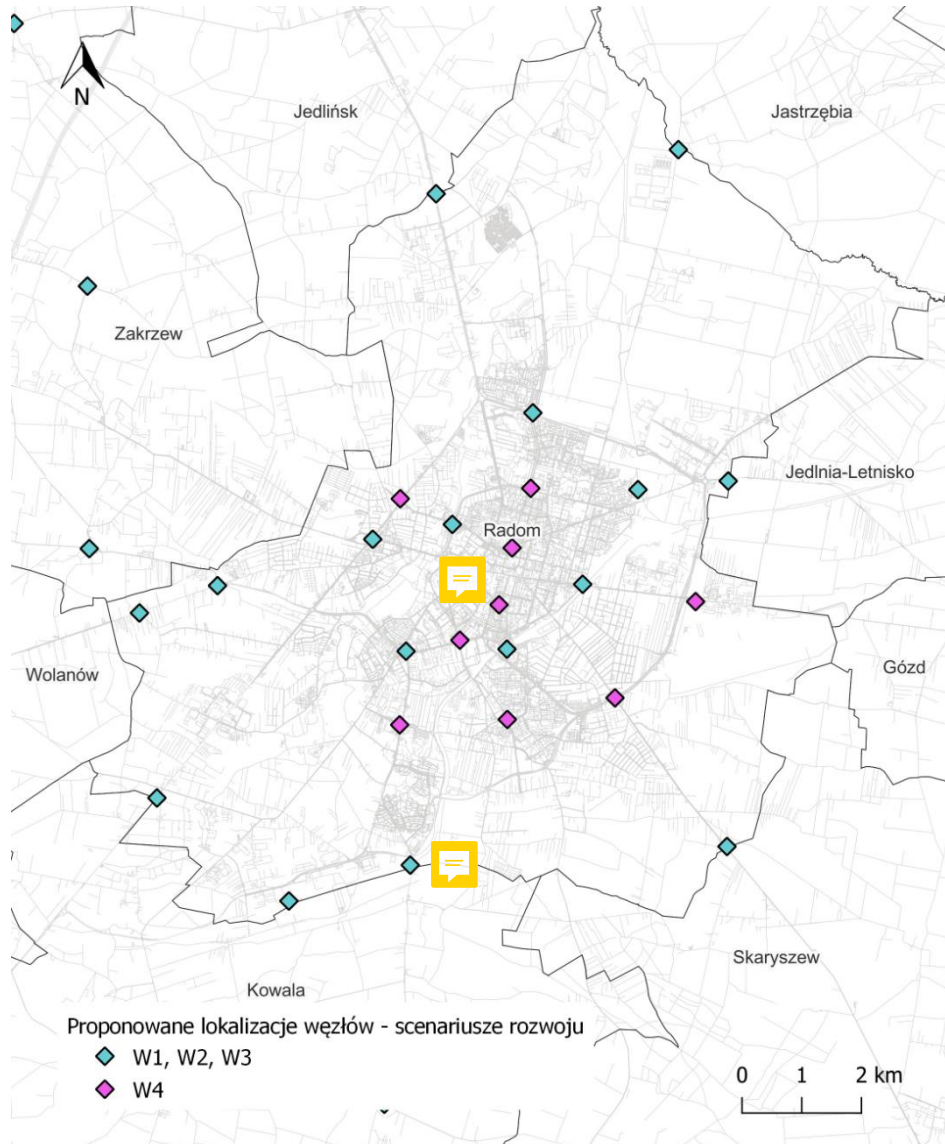 N
Jedlińsk
Jastrzębia
Zakrzew
Jedlnia-Letnisko
Radom
Wolanów
Gózd
Skaryszew
Kowala
Proponowane lokalizacje węzłów - scenariusze rozwoju
W1, W2, W3
W4
0 1 2 km